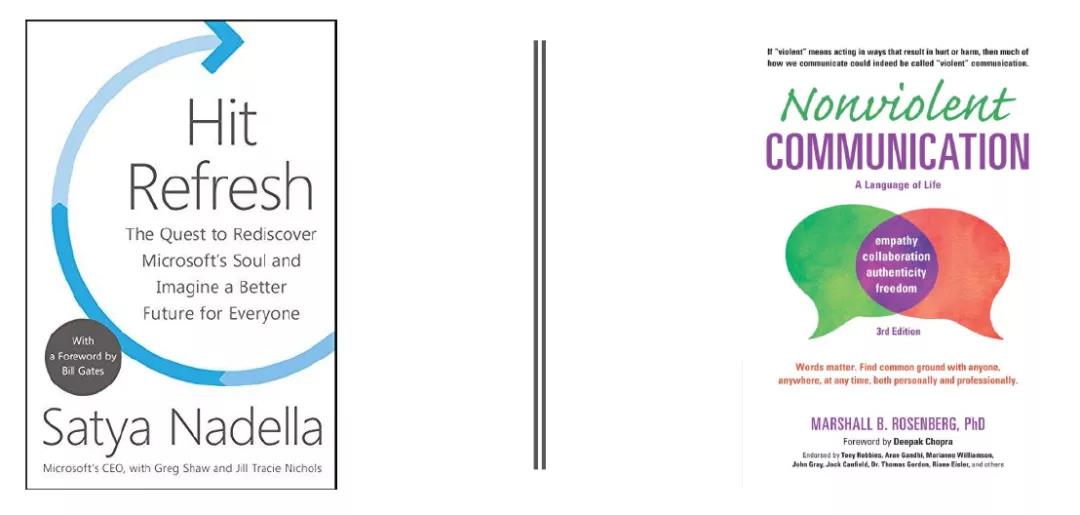 Hit
Refresh
The Quest to Rediscover
Microsoft's Soul and
Imagine a Better
Future for Everyone
With
a Foreword by
Bill Gates
Satya Nadella
Microsoft's CEO, with Greg Shaw and Jill Tracie Nichols
If "violent" means acting in ways that result in hurt or harm, then much of
how we communicate could indeed be called "violent" communication.
Nonviolent
COMMUNICATION
A Language of Life
empathy
collaboration
authenticity
freedom
3rd Edition
Words matter. Find common ground with anyone,
anywhere, at any time, both personally and professionally.
MARSHALL B. ROSENBERG, PhD
Foreword by Deepak Chopra
Endorsed by Tony Robbins, Arun Gandhi, Marianne Williamson,
John Gray, Jack Canfield, Dr. Thomas Gordon, Riane Eisler, and others